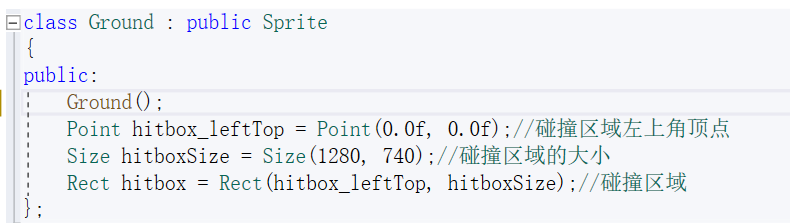 class Ground : public Sprite
{
public:
Ground();
Point hitbox_leftTop = Point(0.0f, 0.0f);//碰撞区域左上角顶点
Size hitboxSize = Size(1280, 740);//碰撞区域的大小
Rect hitbox = Rect(hitbox_leftTop, hitboxSize);//碰撞区域
};